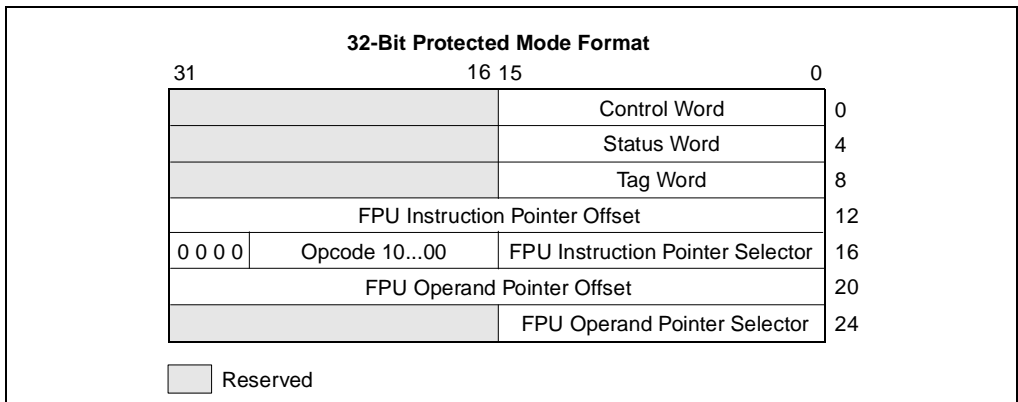 32-Bit Protected Mode Format
31 16 15 0
Control Word 0
Status Word 4
Tag Word 8
FPU Instruction Pointer Offset 12
0 0 0 0 Opcode 10...00 FPU Instruction Pointer Selector 16
FPU Operand Pointer Offset 20
FPU Operand Pointer Selector 24
Reserved